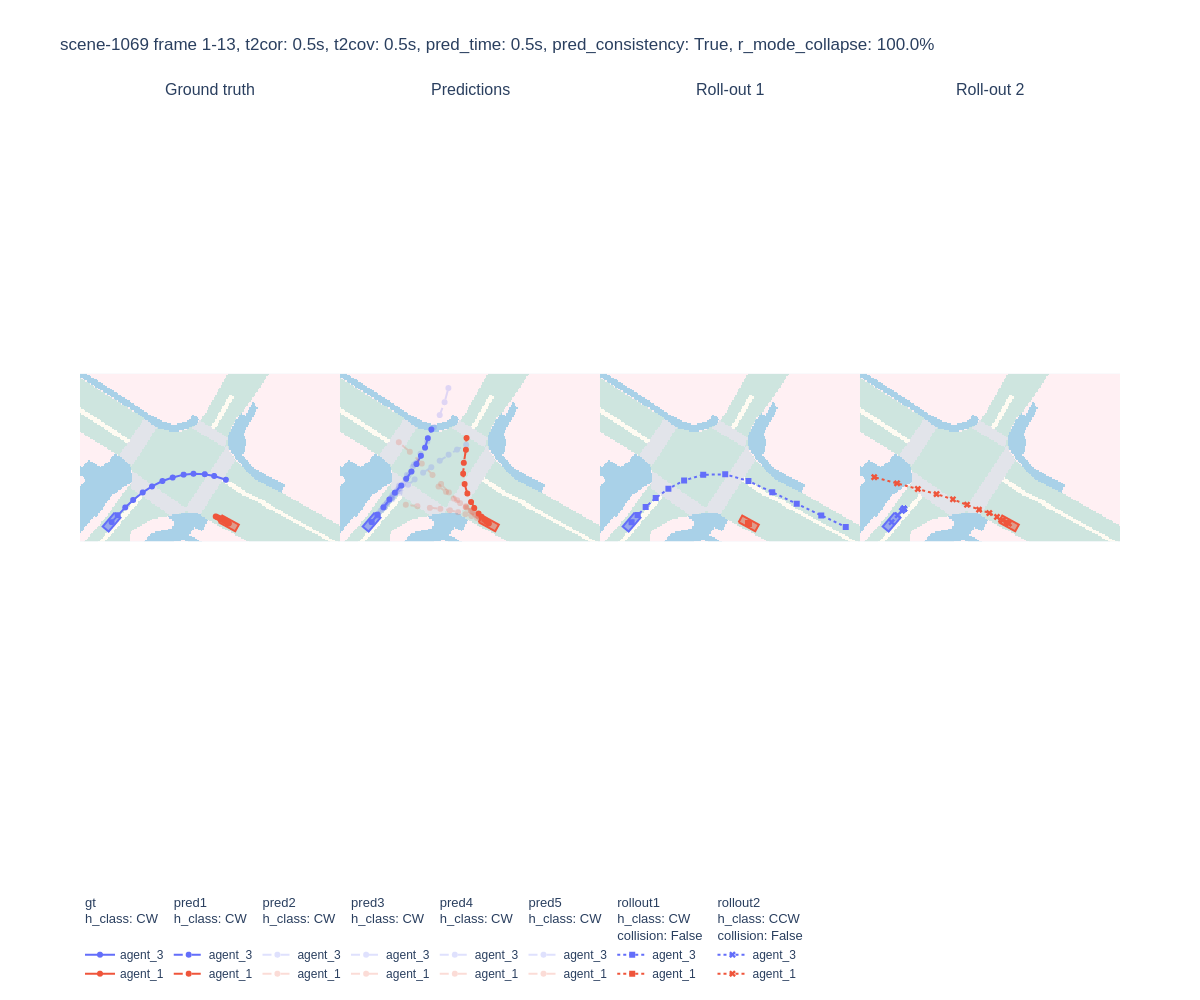 scene-1069 frame 1-13, t2cor: 0.5s, t2cov: 0.5s, pred_time: 0.5s, pred_consistency: True, r_mode_collapse: 100.0%
Ground truth Predictions Roll-out 1 Roll-out 2
gt pred1 pred2 pred3 pred4 pred5 rollout1 rollout2
h_class: CW h_class: CW h_class: CW h_class: CW h_class: CW h_class: CW h_class: CW h_class: CCW
collision: False collision: False
agent_3 agent_3 agent_3 agent_3 agent_3 agent_3 agent_3 agent_3
agent_1 agent_1 agent_1 agent_1 agent_1 agent_1 agent_1 agent_1